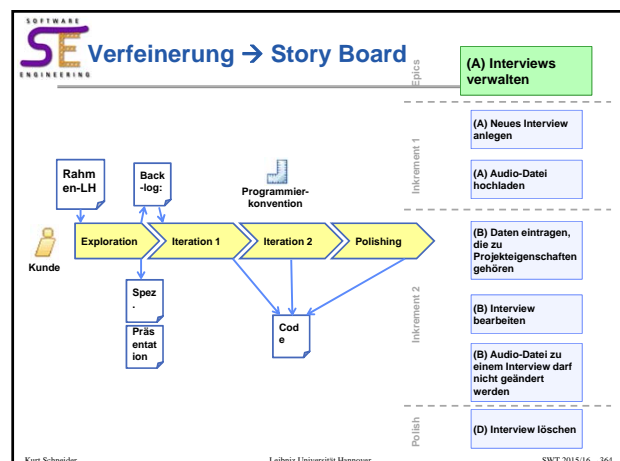 SOFTWARE
SE
ENGINEERING
Verfeinerung → Story Board
Epics
(A) Interviews
verwalten
Inkrement 1
(A) Neues Interview
anlegen
(A) Audio-Datei
hochladen
Rahm
en-LH
Back
-log:
Programmier-
konvention
Kunde
Exploration
Iteration 1
Iteration 2
Polishing
Spez
.
Präs
entat
ion
Cod
e
Inkrement 2
(B) Daten eintragen,
die zu
Projekteigenschaften
gehören
(B) Interview
bearbeiten
(B) Audio-Datei zu
einem Interview darf
nicht geändert
werden
Polish
(D) Interview löschen
Kurt Schneider
Leibniz Universität Hannover
SWT 2015/16 364